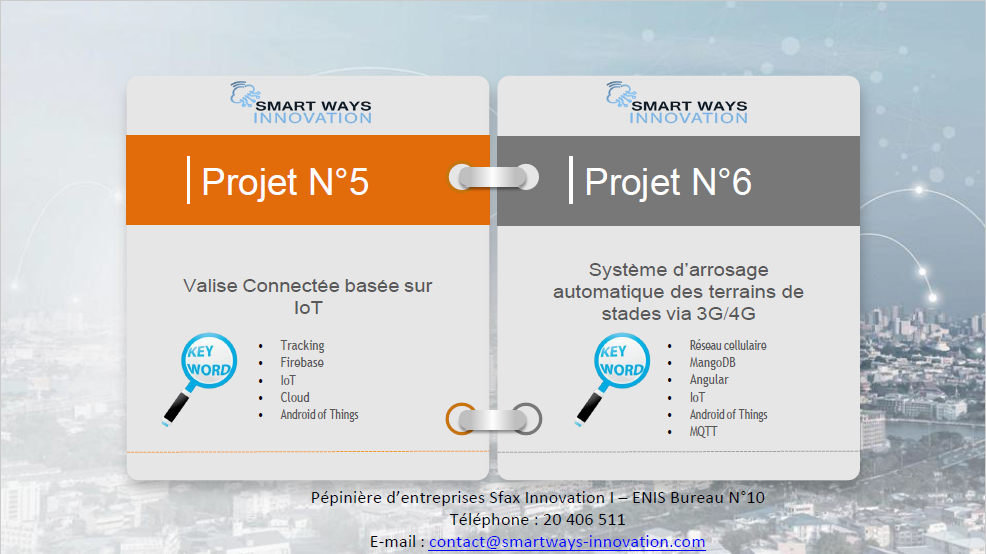 SMART WAYS
INNOVATION
Projet N°5
Valise Connectée basée sur
IoT
KEY
WORD
• Tracking
• Firebase
• IoT
• Cloud
• Android of Things
SMART WAYS
INNOVATION
Projet N°6
Système d'arrosage
automatique des terrains de
stades via 3G/4G
KEY
WORD
• Réseau cellulaire
• MangoDB
• Angular
• IoT
• Android of Things
• MQTT
Pépinière d'entreprises Sfax Innovation I – ENIS Bureau N°10
Téléphone : 20 406 511
E-mail : contact@smartways-innovation.com